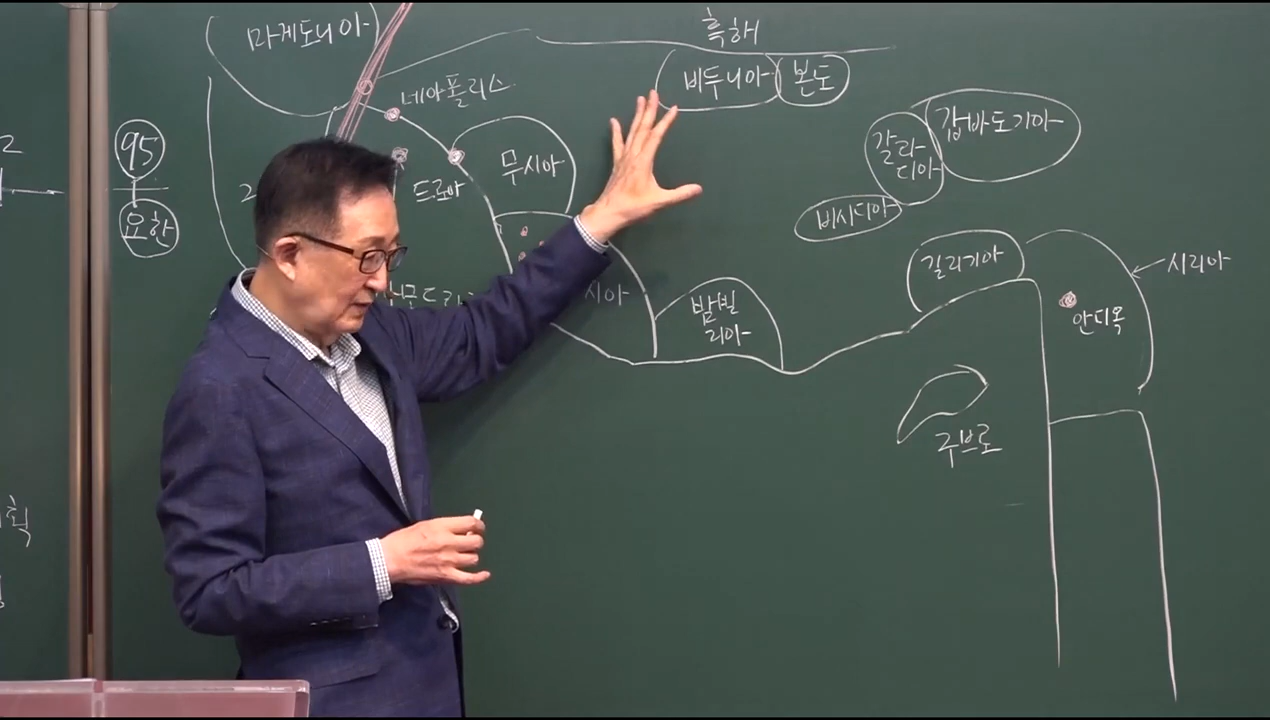 마게도니아
흑해
네아폴리스
비두니아
본도
2
95
요한
무시아
드로아
갑바도기아
갈라
디아
비시디아
길리기아
시리아
안디옥
시아
밤빌
리아
구브로
획